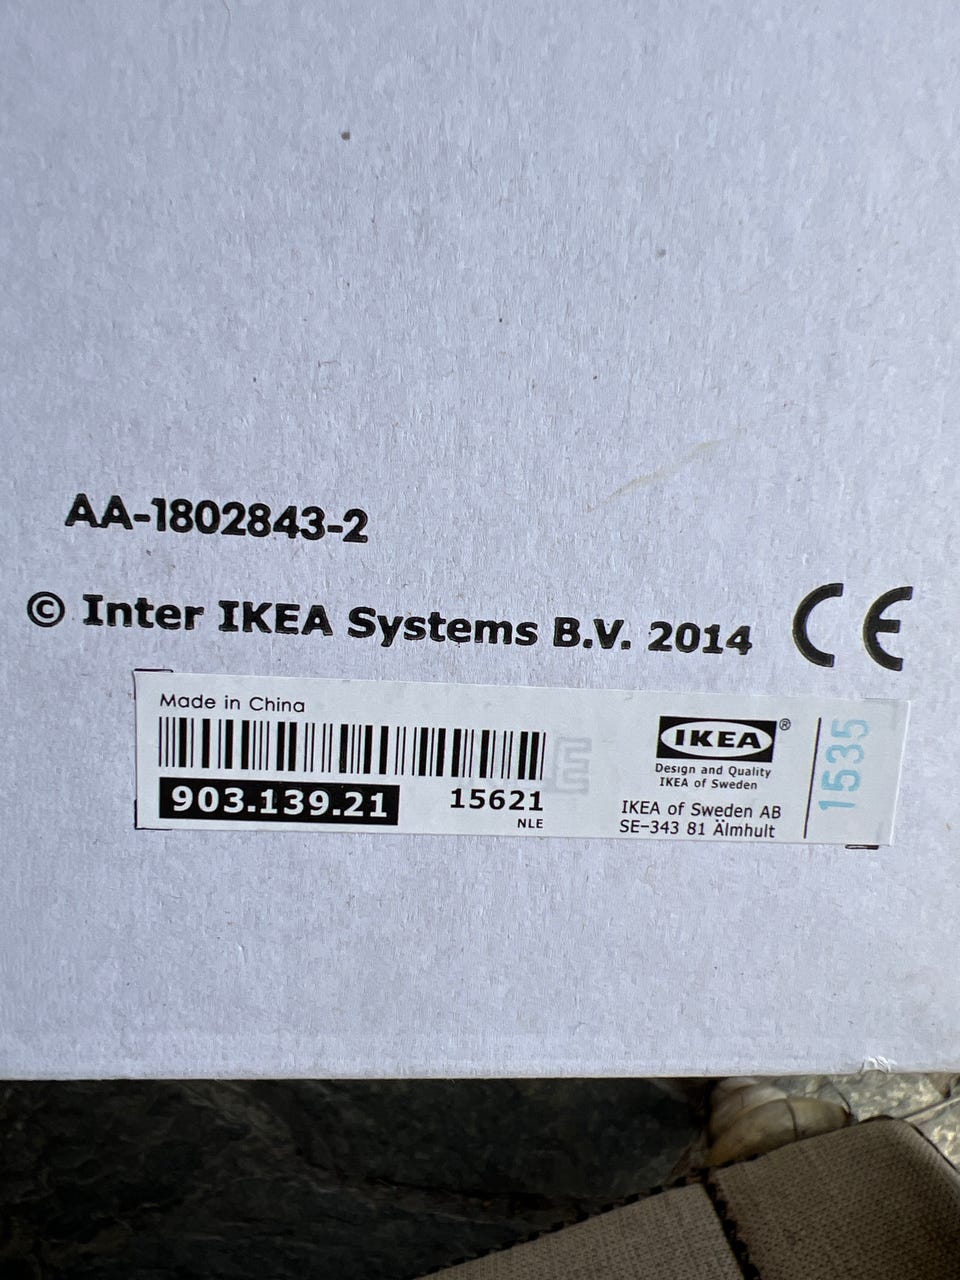 AA-1802843-2
© Inter IKEA Systems B.V. 2014 CE
Made in China
903.139.21
15621
NLE
IKEA®
Design and Quality
IKEA of Sweden
IKEA of Sweden AB
SE-343 81 Älmhult
1535